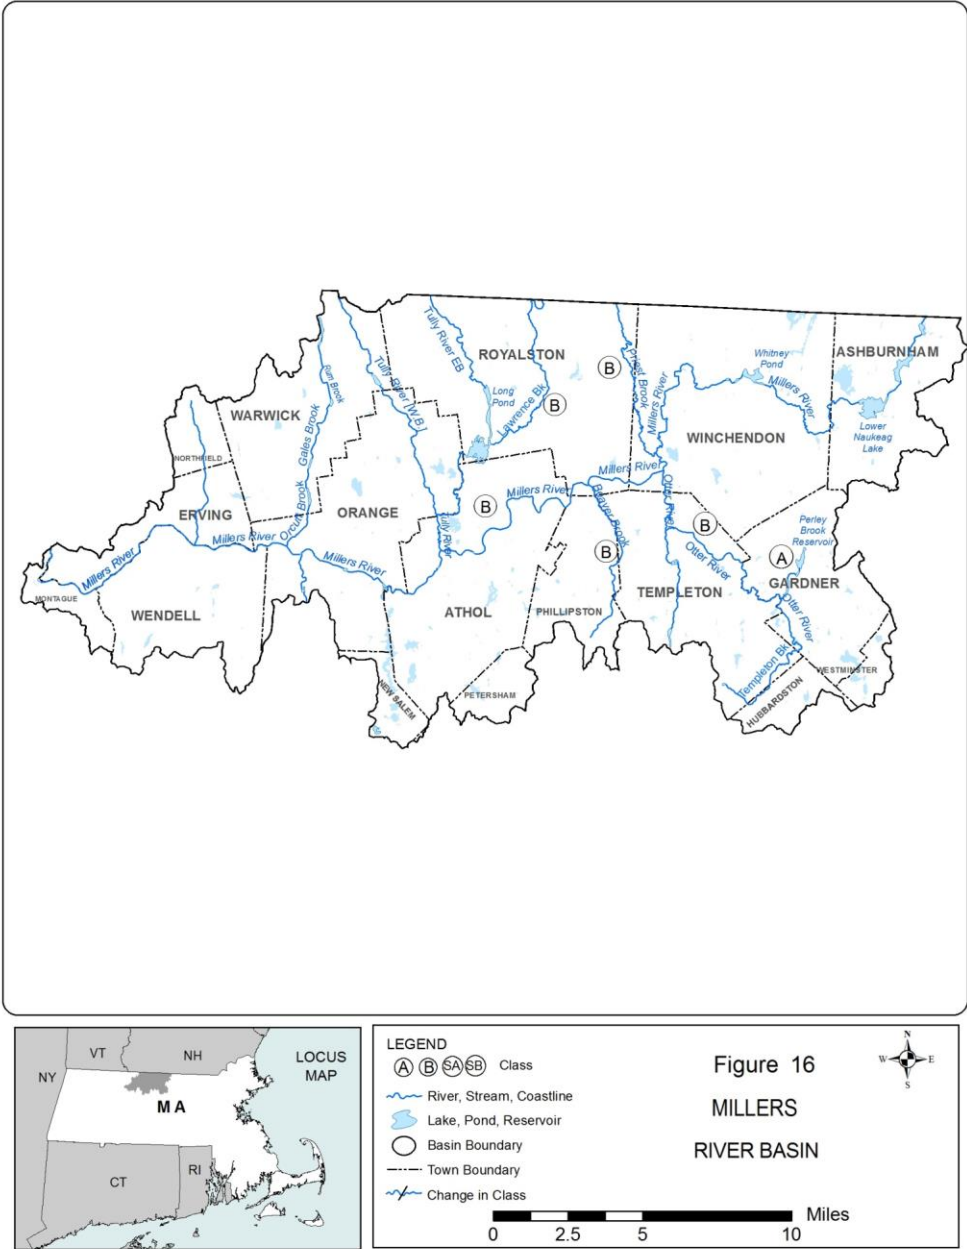 Tully River EB
ROYALSTON
Tully River (W.B.)
Rum Brook
Priest Brook
B
Whitney
Pond
ASHBURNHAM
Long
Pond
Lawrence Bk
B
Millers River
Millers River
WARWICK
Gales Brook
Lower
Naukeag
Lake
WINCHENDON
NORTHFIELD
Millers River
Millers River
Beaver Brook
Otter River
ERVING
Orcutt Brook
ORANGE
B
Tully River
B
Perley
Brook
Reservoir
Millers River
Millers River
Millers River
B
Otter River
A
GARDNER
MONTAGUE
WENDELL
ATHOL
PHILLIPSTON
TEMPLETON
Otter River
Templeton Bk
WESTMINSTER
NEW SALEM
PETERSHAM
HUBBARDSTON
NY
VT
NH
LOCUS
MAP
MA
CT
RI
LEGEND
A B SA SB Class
River, Stream, Coastline
Lake, Pond, Reservoir
Basin Boundary
Town Boundary
Change in Class
Figure 16
MILLERS
RIVER BASIN
N
W E
S
Miles
0 2.5 5 10